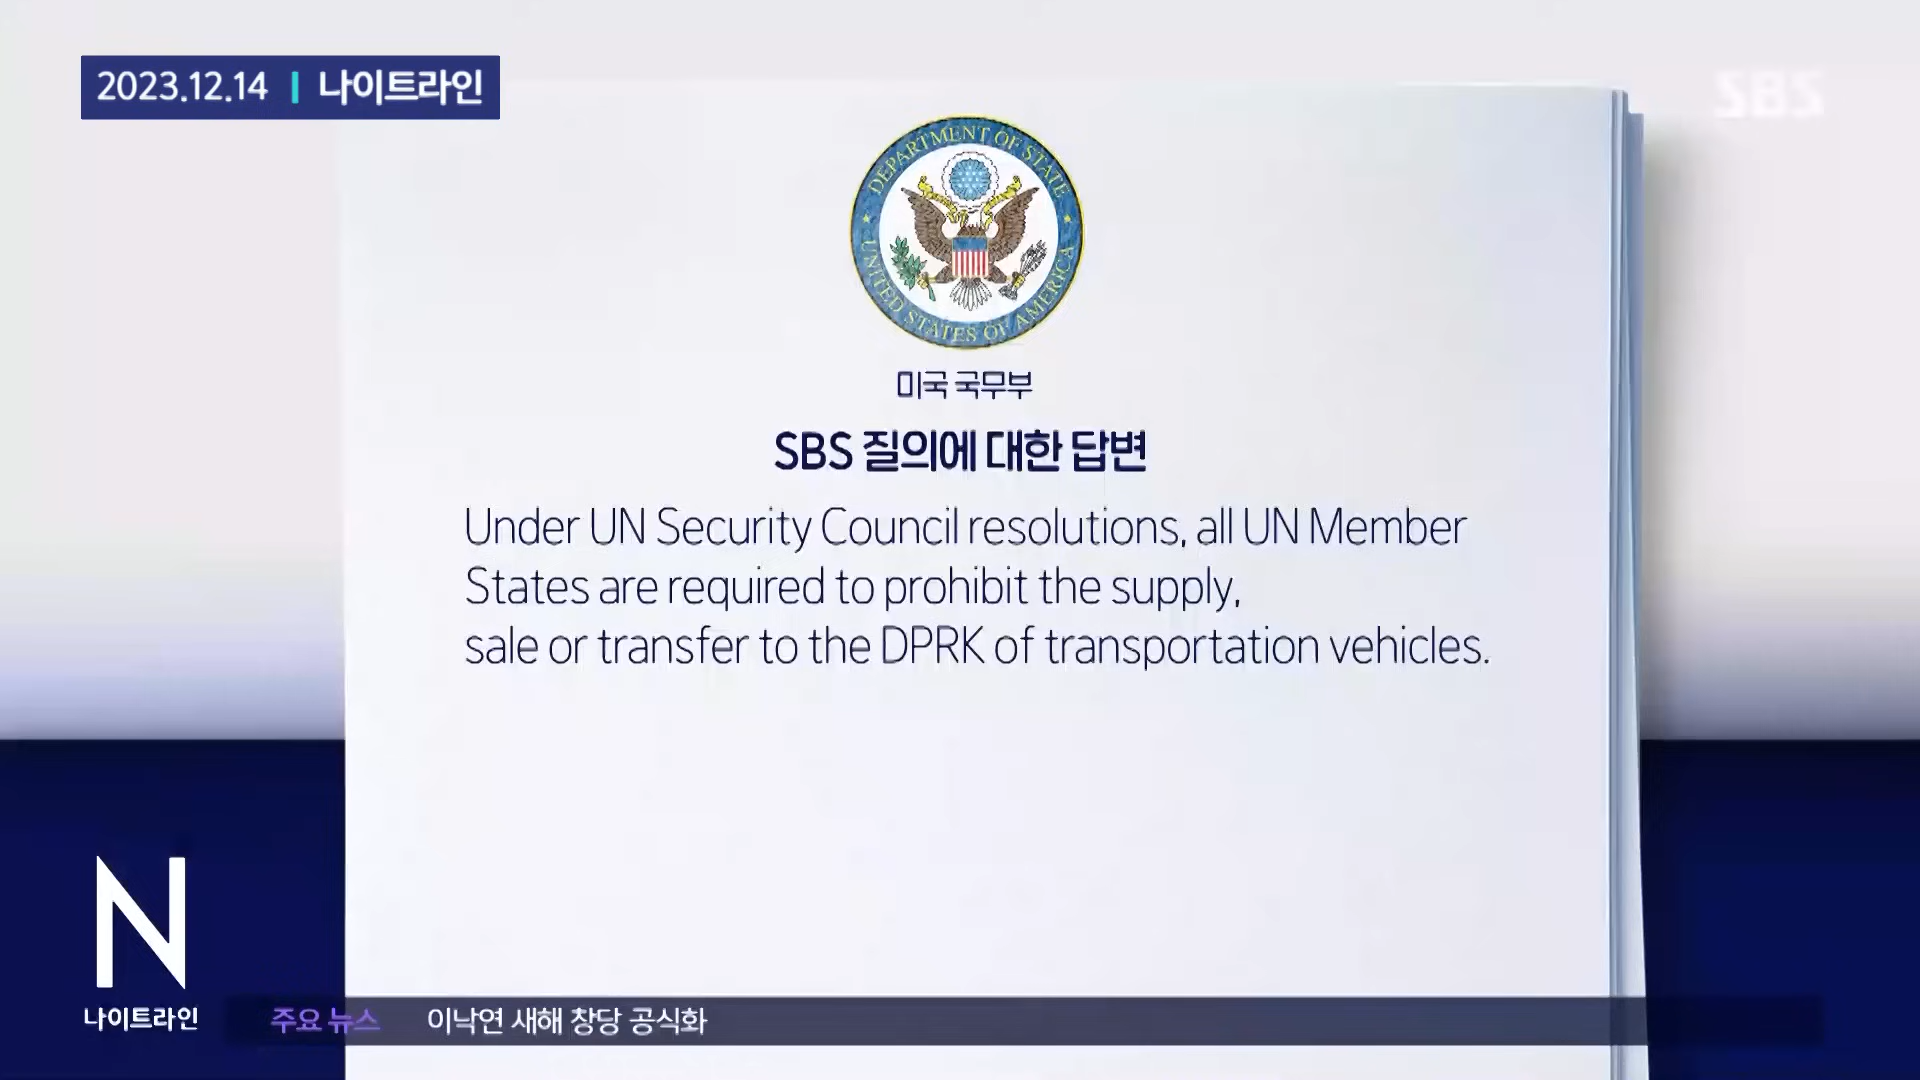 2023.12.14 | 나이트라인
SBS
DEPARTMENT OF STATE
UNITED STATES OF AMERICA
미국 국무부
SBS 질의에 대한 답변
Under UN Security Council resolutions, all UN Member
States are required to prohibit the supply,
sale or transfer to the DPRK of transportation vehicles.
N
나이트라인
주요 뉴스 이낙연 새해 창당 공식화